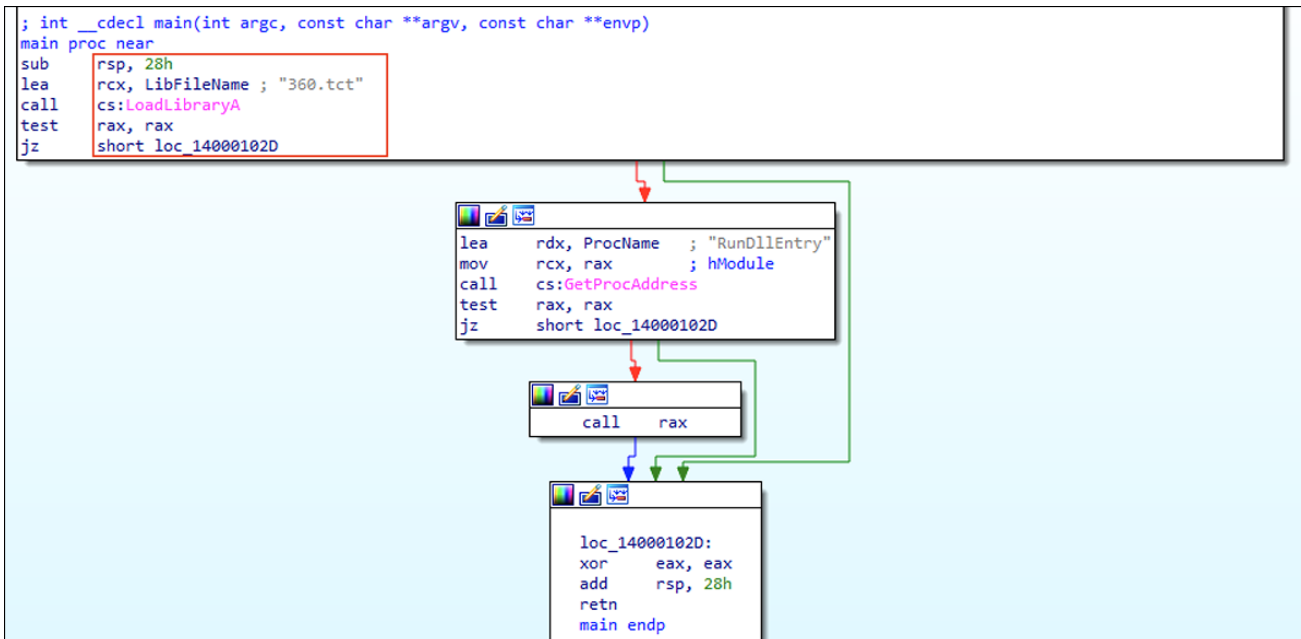 ; int __cdecl main(int argc, const char **argv, const char **envp)
main proc near
sub rsp, 28h
lea rcx, LibFileName ; "360.tct"
call cs:LoadLibraryA
test rax, rax
jz short loc_14000102D
lea rdx, ProcName ; "RunDllEntry"
mov rcx, rax ; hModule
call cs:GetProcAddress
test rax, rax
jz short loc_14000102D
call rax
loc_14000102D:
xor eax, eax
add rsp, 28h
retn
main endp